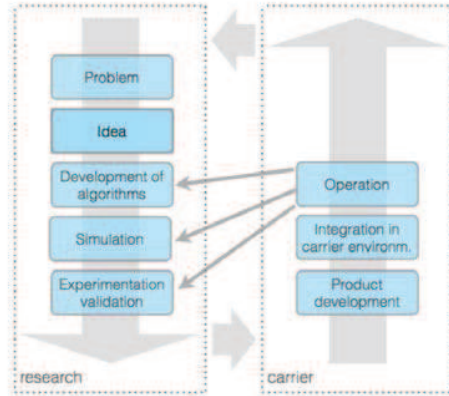 Problem
Idea
Development of
algorithms
Simulation
Experimentation
validation
research
Operation
Integration in
carrier environm.
Product
development
carrier